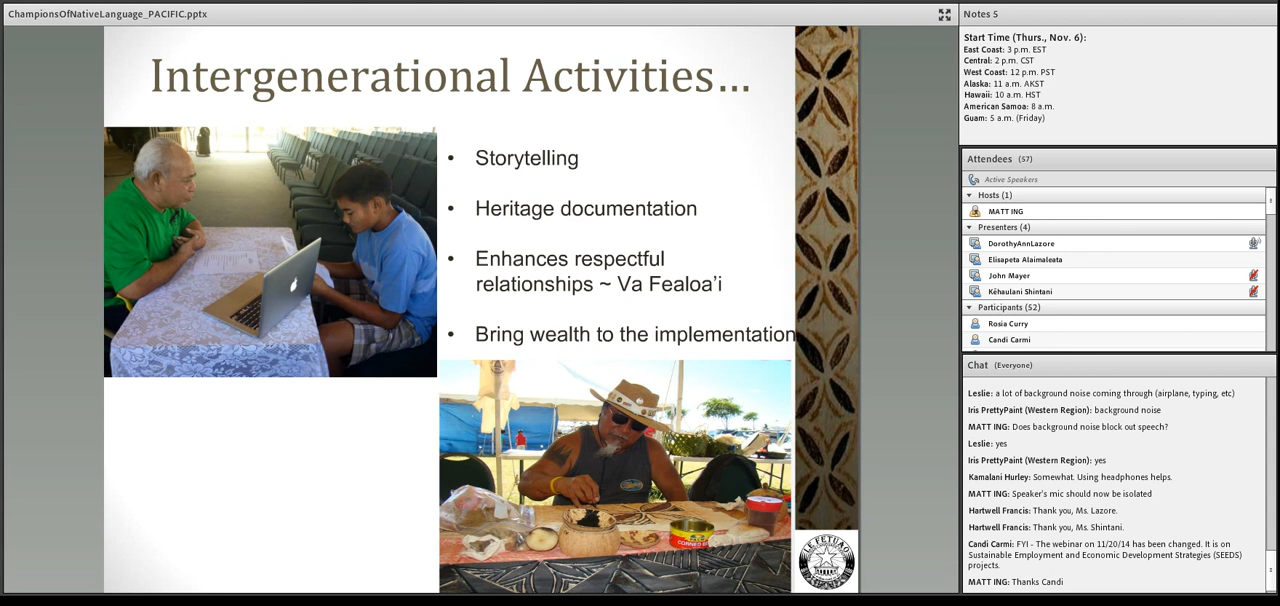 ChampionsOfNativeLanguage_PACIFIC.pptx
Intergenerational Activities…
• Storytelling
• Heritage documentation
• Enhances respectful
relationships ~ Va Fealoa’i
• Bring wealth to the implementation
CORNED
Notes 5
Start Time (Thurs., Nov. 6):
East Coast: 3 p.m. EST
Central: 2 p.m. CST
West Coast: 12 p.m. PST
Alaska: 11 a.m. AKST
Hawaii: 10 a.m. HST
American Samoa: 8 a.m.
Guam: 5 a.m. (Friday)
Attendees (57)
Active Speakers
Hosts (1)
MATT ING
Presenters (4)
DorothyAnnLazore
Elisapeta Alaimaleata
John Mayer
Kēhaulani Shintani
Participants (52)
Rosia Curry
Candi Carmi
Chat (Everyone)
Leslie: a lot of background noise coming through (airplane, typing, etc)
Iris PrettyPaint (Western Region): background noise
MATT ING: Does background noise block out speech?
Leslie: yes
Iris PrettyPaint (Western Region): yes
Kamalani Hurley: Somewhat. Using headphones helps.
MATT ING: Speaker's mic should now be isolated
Hartwell Francis: Thank you, Ms. Lazore.
Hartwell Francis: Thank you, Ms. Shintani.
Candi Carmi: FYI - The webinar on 11/20/14 has been changed. It is on
Sustainable Employment and Economic Development Strategies (SEEDS)
projects.
MATT ING: Thanks Candi